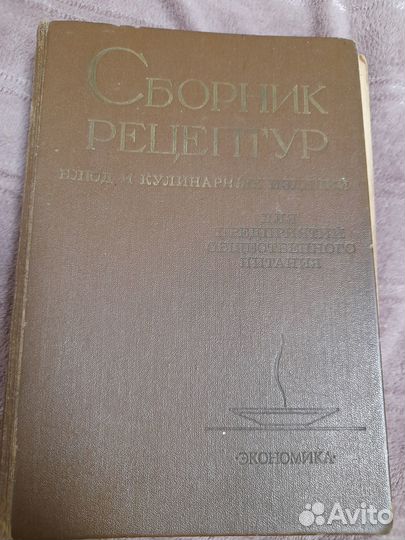 СБОРНИК
РЕЦЕПТУР
БЛЮД И КУЛИНАРНЫХ ИЗДЕЛИЙ
ДЛЯ
ПРЕДПРИЯТИЙ
ОБЩЕСТВЕННОГО
ПИТАНИЯ
·ЭКОНОМИКА·
Avito